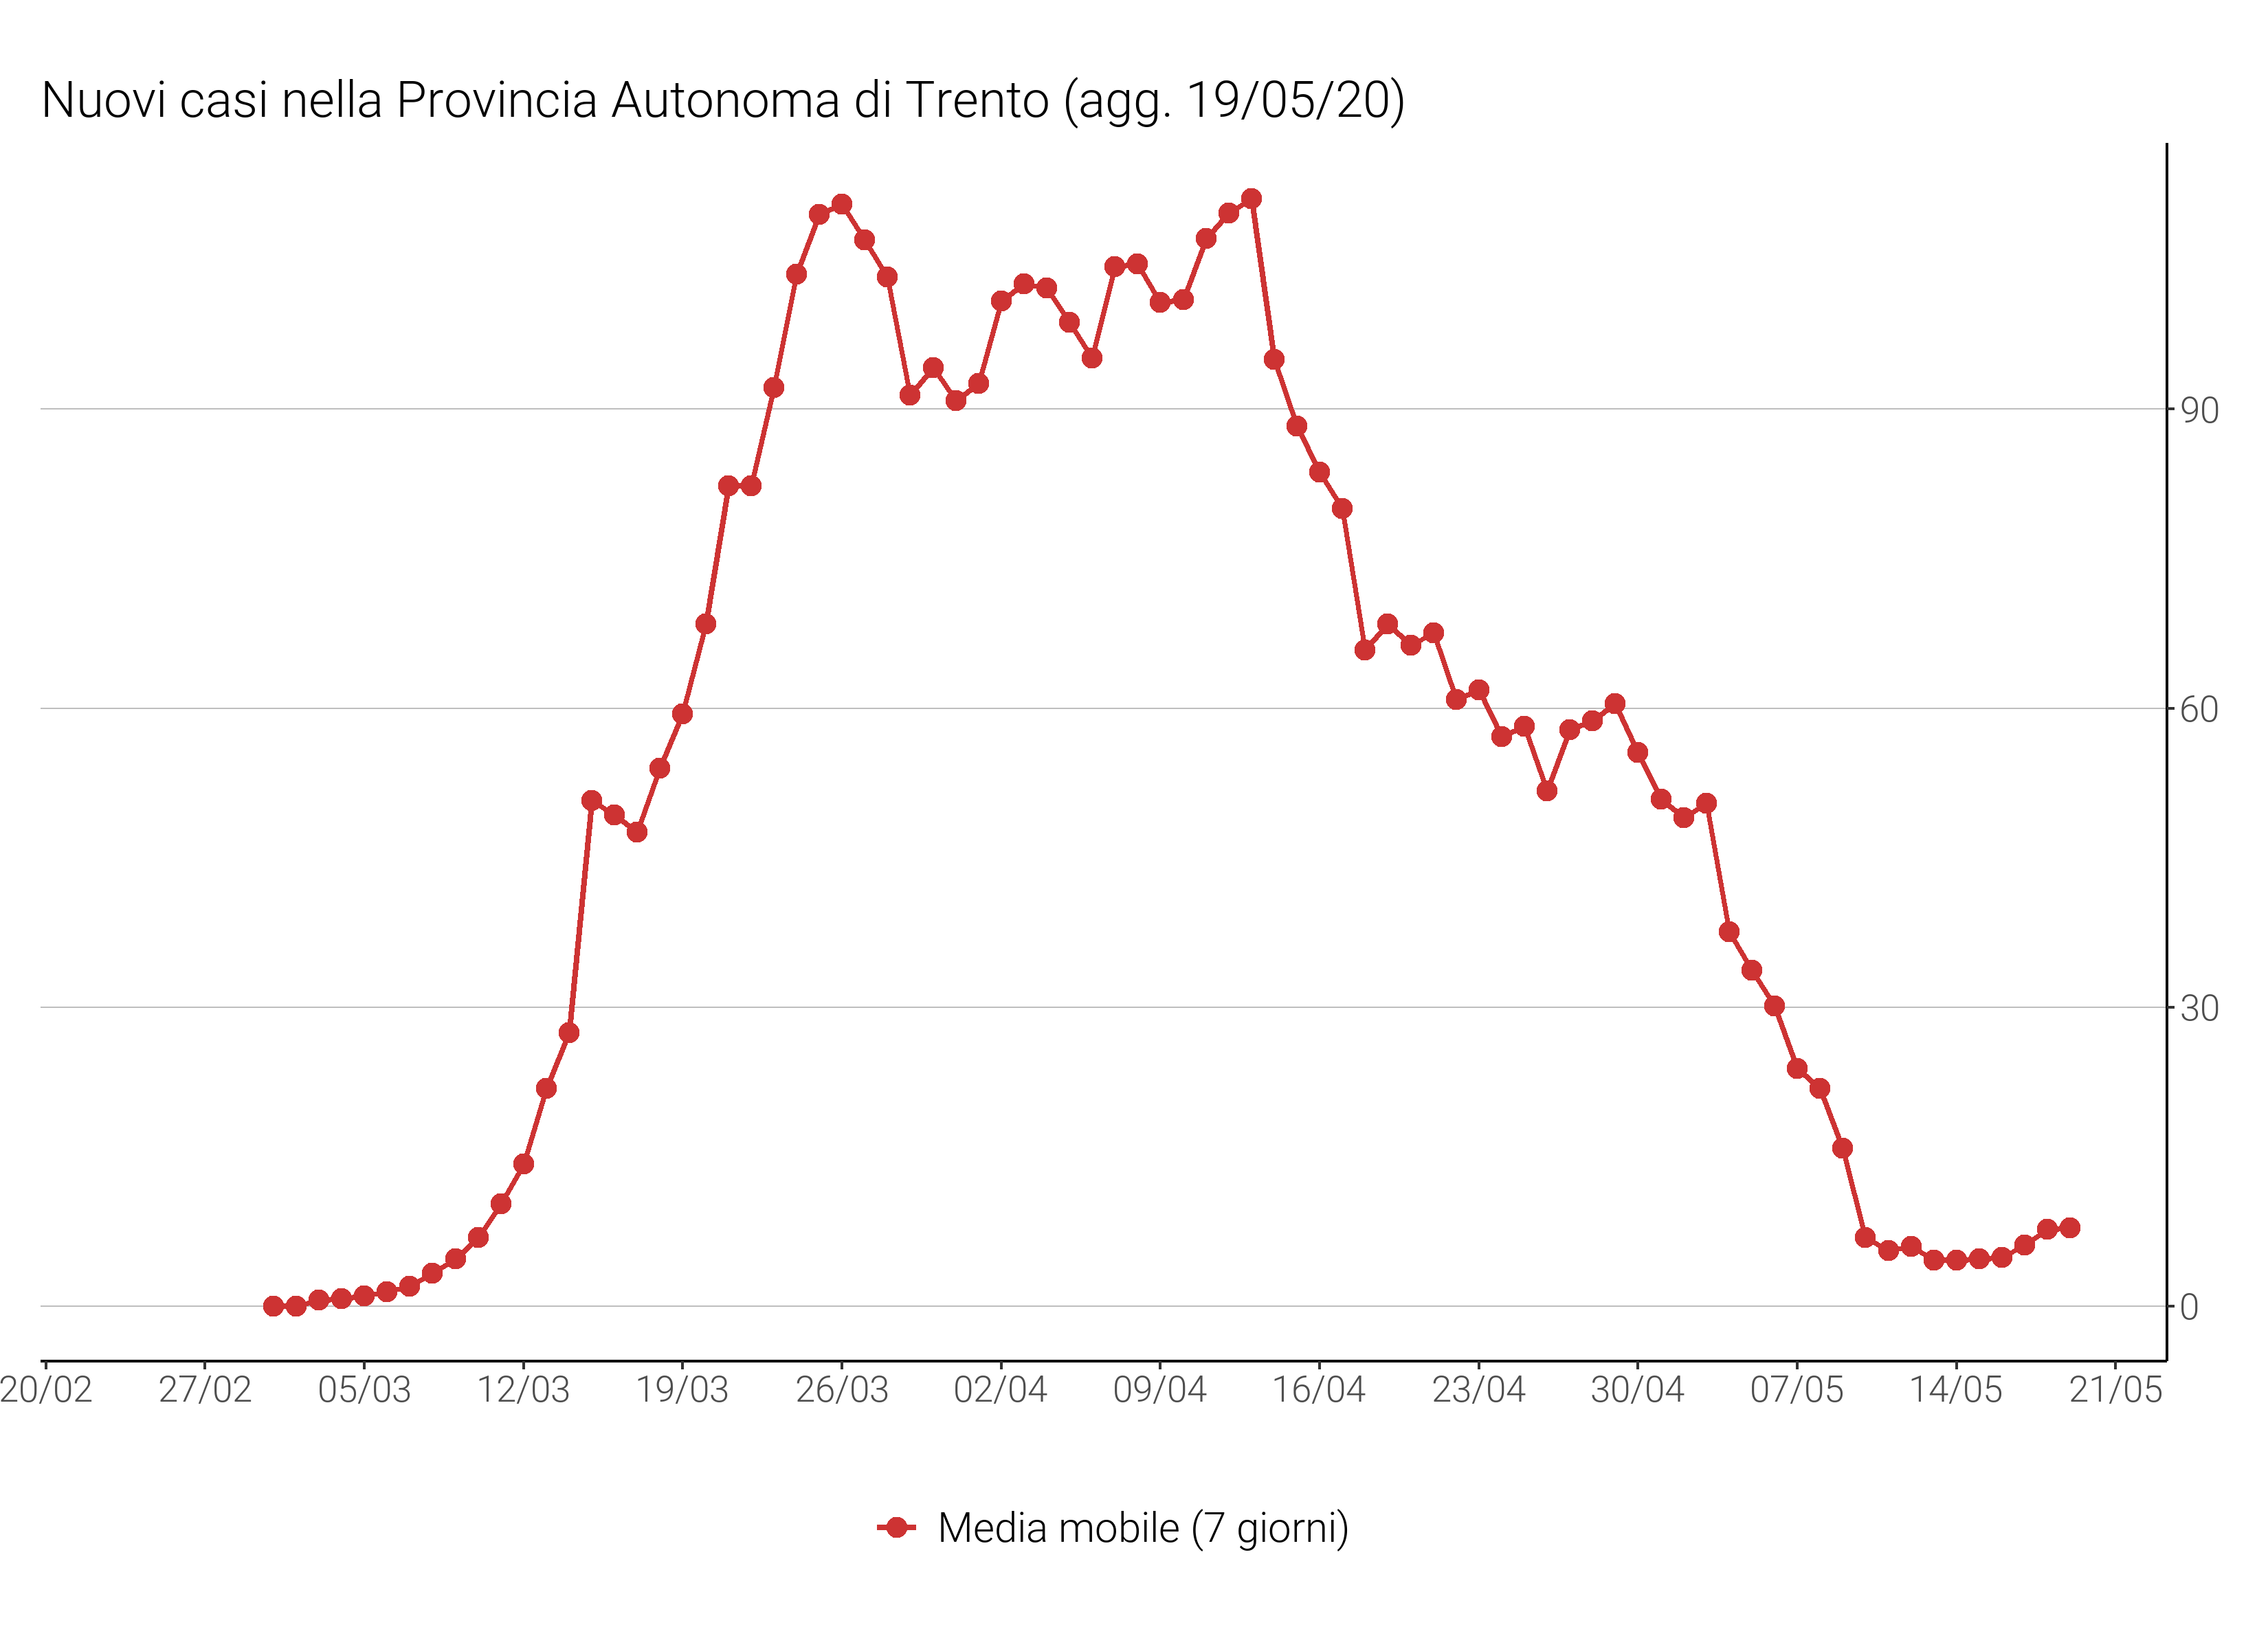 Nuovi casi nella Provincia Autonoma di Trento (agg. 19/05/20)
90
60
30
0
20/02 27/02 05/03 12/03 19/03 26/03 02/04 09/04 16/04 23/04 30/04 07/05 14/05 21/05
Media mobile (7 giorni)